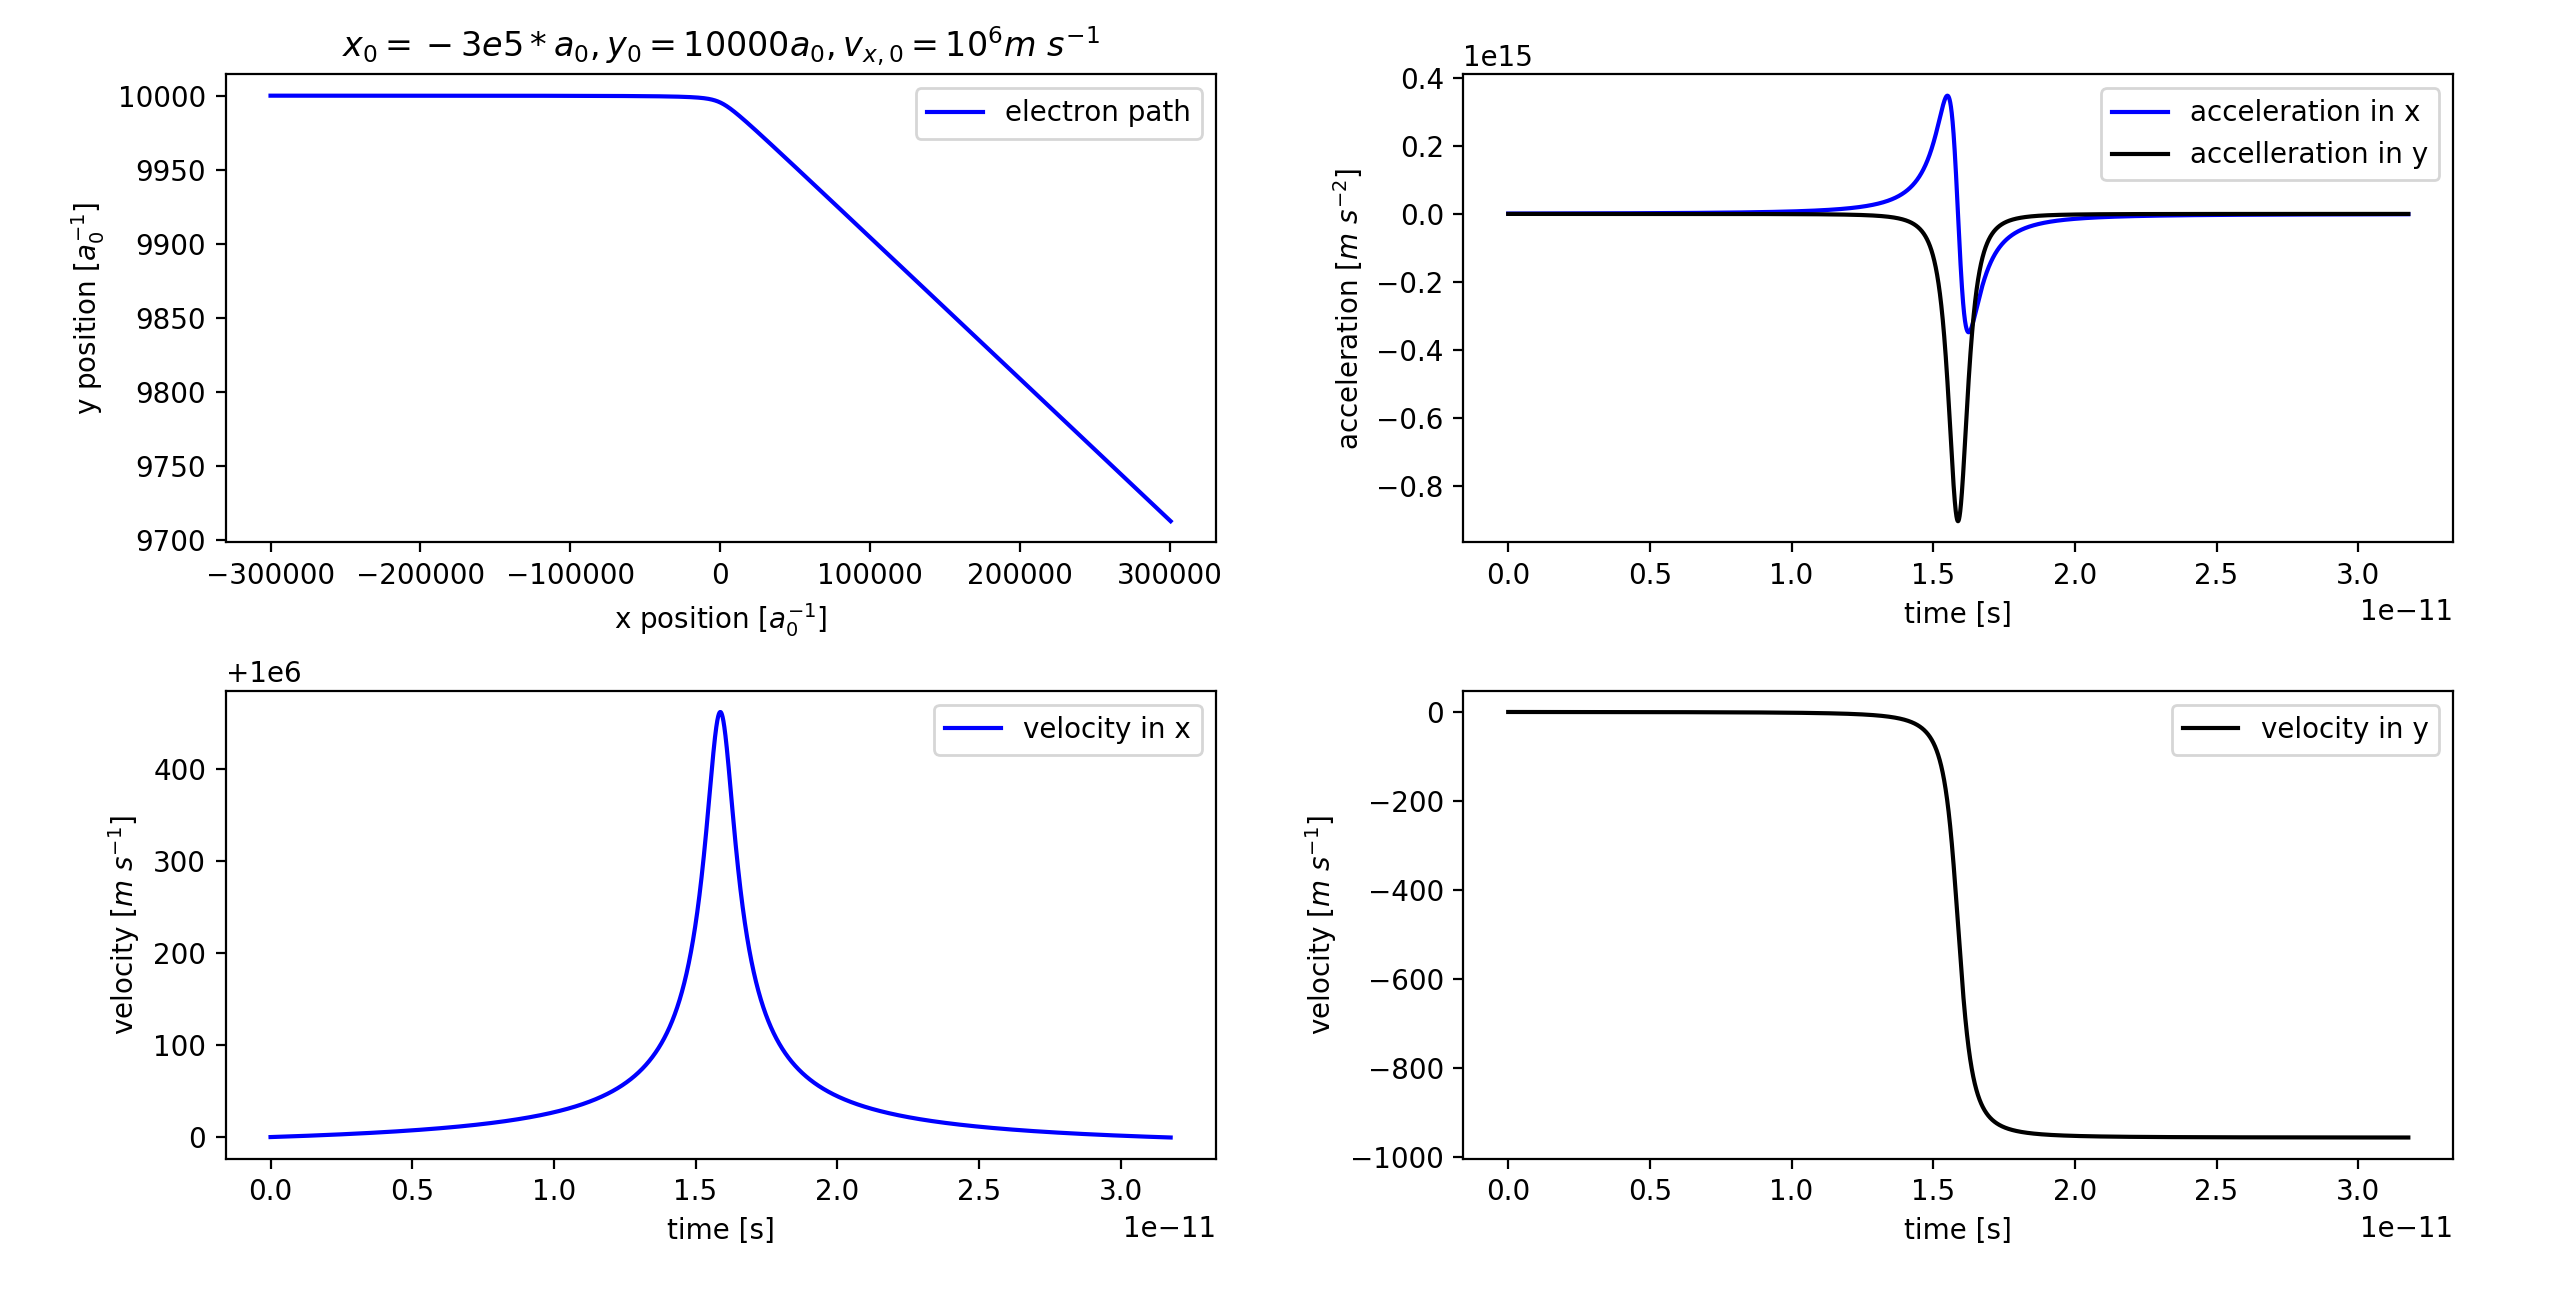 x₀ = − 3e5 * a₀, y₀ = 10000a₀, vₓ,₀ = 10⁶m s⁻¹
10000
9950
9900
9850
9800
9750
9700
y position [a₀⁻¹]
electron path
−300000 −200000 −100000 0 100000 200000 300000
x position [a₀⁻¹]
1e15
0.4
0.2
0.0
−0.2
−0.4
−0.6
−0.8
acceleration [m s⁻²]
acceleration in x
accelleration in y
0.0 0.5 1.0 1.5 2.0 2.5 3.0
1e−11
time [s]
+1e6
400
300
200
100
0
velocity [m s⁻¹]
velocity in x
0.0 0.5 1.0 1.5 2.0 2.5 3.0
1e−11
time [s]
0
−200
−400
−600
−800
−1000
velocity [m s⁻¹]
velocity in y
0.0 0.5 1.0 1.5 2.0 2.5 3.0
1e−11
time [s]